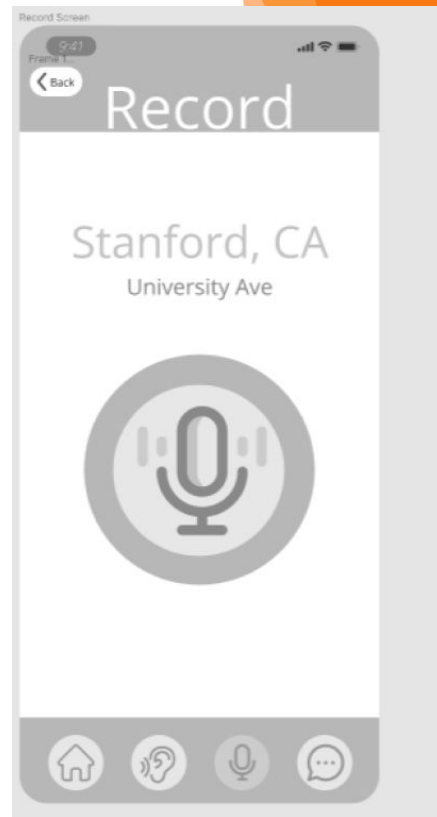 Record Screen
9:41
Frame 1...
Back
Record
Stanford, CA
University Ave